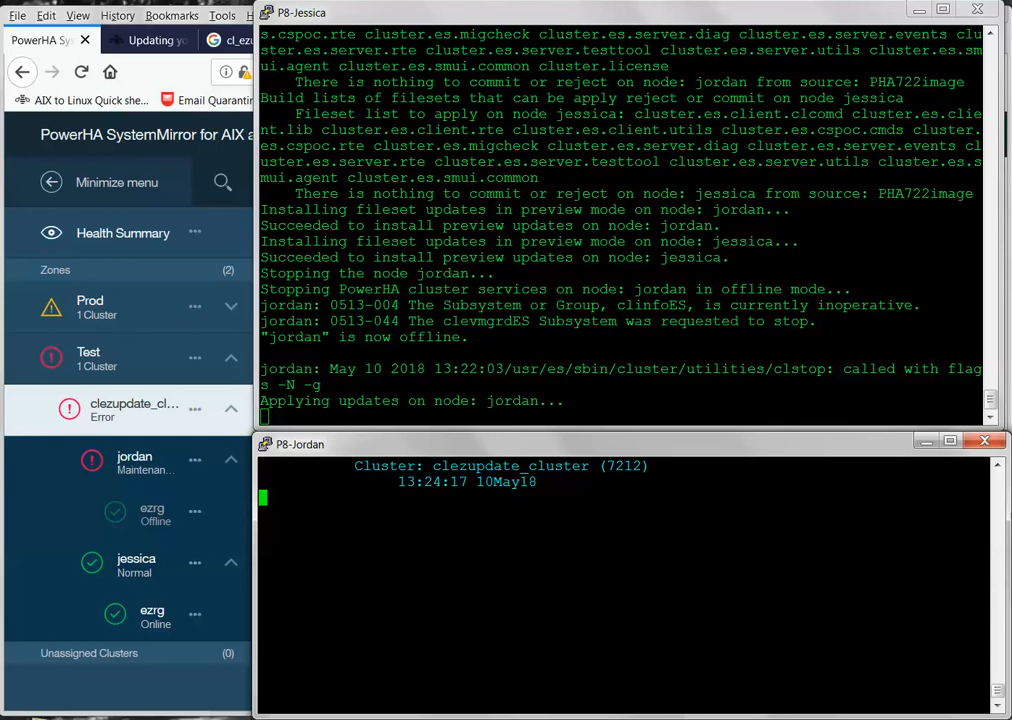 File Edit View History Bookmarks Tools
PowerHA Sy
Updating yo
cl_ezu
AIX to Linux Quick she...
Email Quarantin
PowerHA SystemMirror for AIX a
Minimize menu
Health Summary
Zones (2)
Prod
1 Cluster
Test
1 Cluster
clezupdate_cl...
Error
jordan
Maintenan...
ezrg
Offline
jessica
Normal
ezrg
Online
Unassigned Clusters (0)
P8-Jessica
s.cspoc.rte cluster.es.migcheck cluster.es.server.diag cluster.es.server.events clu
ster.es.server.rte cluster.es.server.testtool cluster.es.server.utils cluster.es.sm
ui.agent cluster.es.smui.common cluster.license
There is nothing to commit or reject on node: jordan from source: PHA722image
Build lists of filesets that can be apply reject or commit on node jessica
Fileset list to apply on node jessica: cluster.es.client.clcomd cluster.es.clie
nt.lib cluster.es.client.rte cluster.es.client.utils cluster.es.cspoc.cmds cluster.
es.cspoc.rte cluster.es.migcheck cluster.es.server.diag cluster.es.server.events cl
uster.es.server.rte cluster.es.server.testtool cluster.es.server.utils cluster.es.s
mui.agent cluster.es.smui.common
There is nothing to commit or reject on node: jessica from source: PHA722image
Installing fileset updates in preview mode on node: jordan...
Succeeded to install preview updates on node: jordan.
Installing fileset updates in preview mode on node: jessica...
Succeeded to install preview updates on node: jessica.
Stopping the node jordan...
Stopping PowerHA cluster services on node: jordan in offline mode...
jordan: 0513-004 The Subsystem or Group, clinfoES, is currently inoperative.
jordan: 0513-044 The clevmgrdES Subsystem was requested to stop.
"jordan" is now offline.
jordan: May 10 2018 13:22:03/usr/es/sbin/cluster/utilities/clstop: called with flag
s -N -g
Applying updates on node: jordan...
P8-Jordan
Cluster: clezupdate_cluster (7212)
13:24:17 10May18